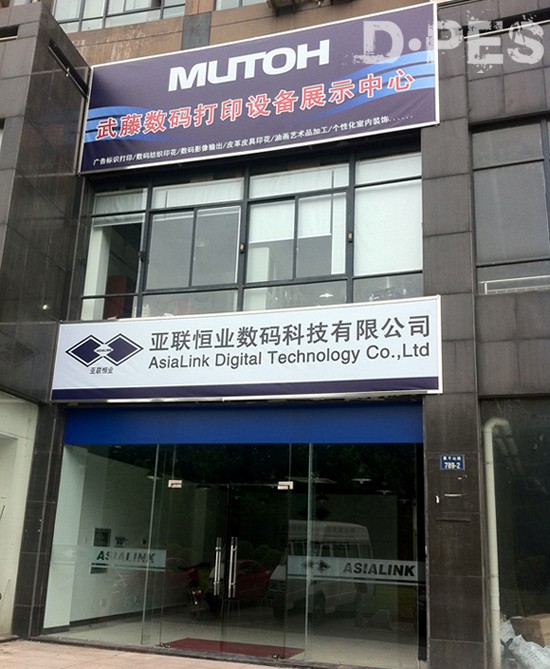 D·PES
MUTOH
武藤数码打印设备展示中心
广告标识打印/数码纺织印花/数码影像输出/皮革皮具印花/油画艺术品加工/个性化室内装饰......
ASIALINK
亚联恒业
亚联恒业数码科技有限公司
AsiaLink Digital Technology Co.,Ltd
789-2
ASIALINK
ASIALINK